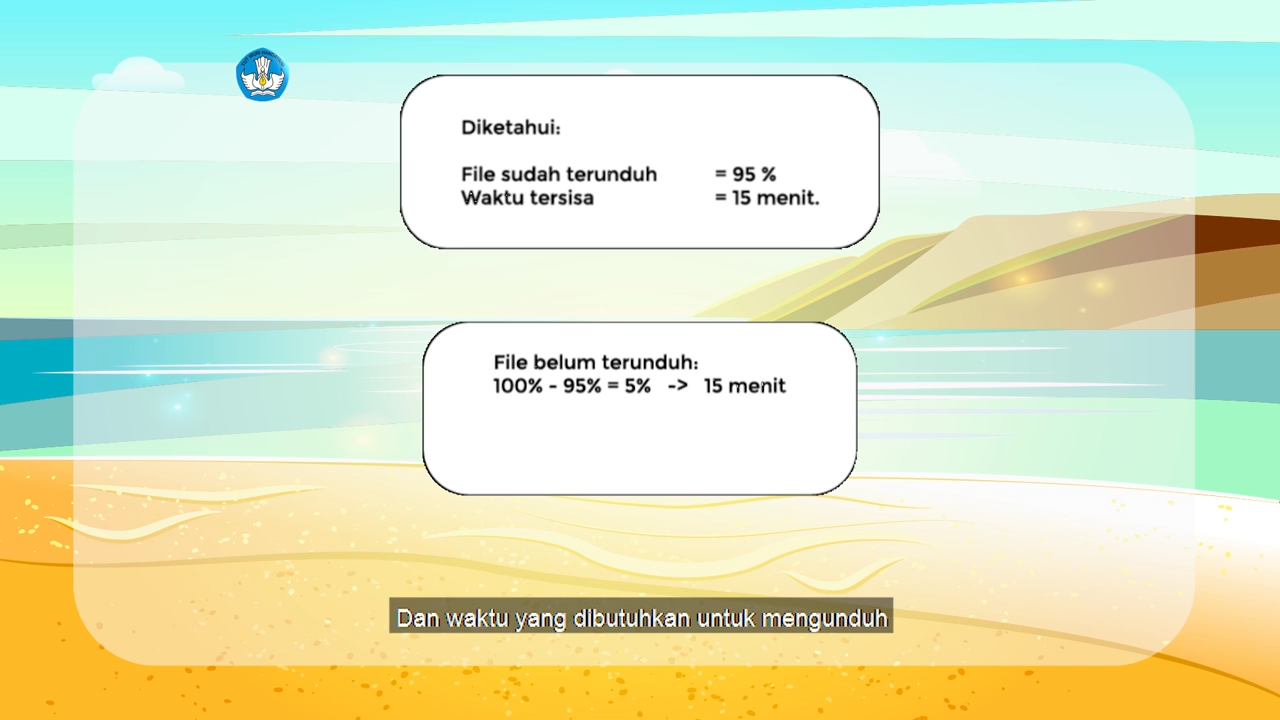 Diketahui:
File sudah terunduh = 95 %
Waktu tersisa = 15 menit.
File belum terunduh:
100% - 95% = 5% -> 15 menit
Dan waktu yang dibutuhkan untuk mengunduh